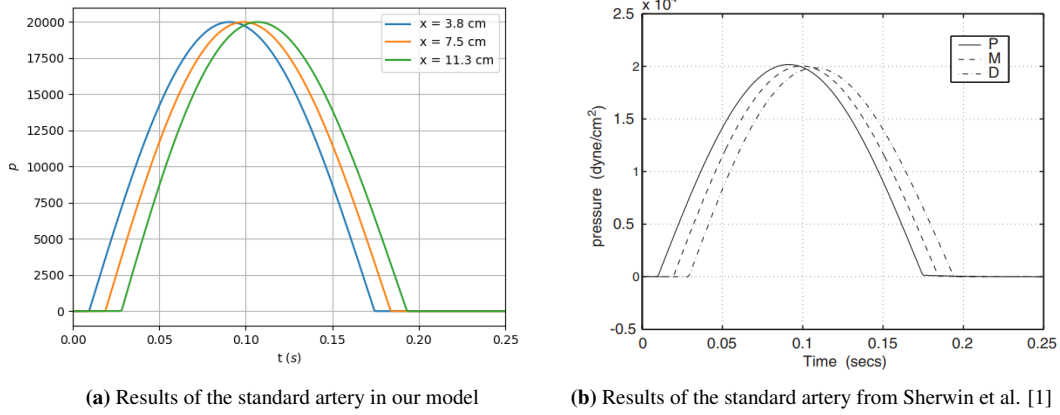 20000
17500
15000
12500
10000
7500
5000
2500
0
p
0.00 0.05 0.10 0.15 0.20 0.25
t (s)
x = 3.8 cm
x = 7.5 cm
x = 11.3 cm
(a) Results of the standard artery in our model
2.5
2
1.5
1
0.5
0
-0.5
pressure (dyne/cm²)
0 0.05 0.1 0.15 0.2 0.25
Time (secs)
P
M
D
(b) Results of the standard artery from Sherwin et al. [1]